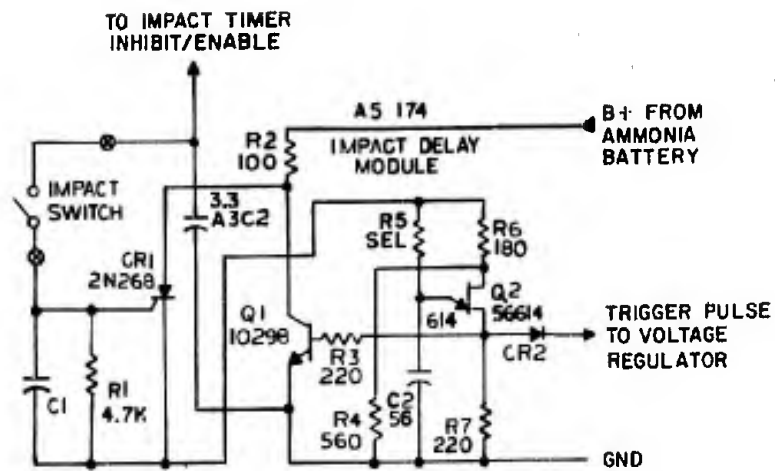 TO IMPACT TIMER
INHIBIT/ENABLE
A5 174
B+ FROM
AMMONIA
BATTERY
R2
100
IMPACT DELAY
MODULE
IMPACT
SWITCH
3.3
A3C2
R5
SEL
R6
180
CR1
2N268
Q1
10298
Q2
56614
614
TRIGGER PULSE
TO VOLTAGE
REGULATOR
R3
220
CR2
C1
R1
4.7K
R4
560
C2
56
R7
220
GND